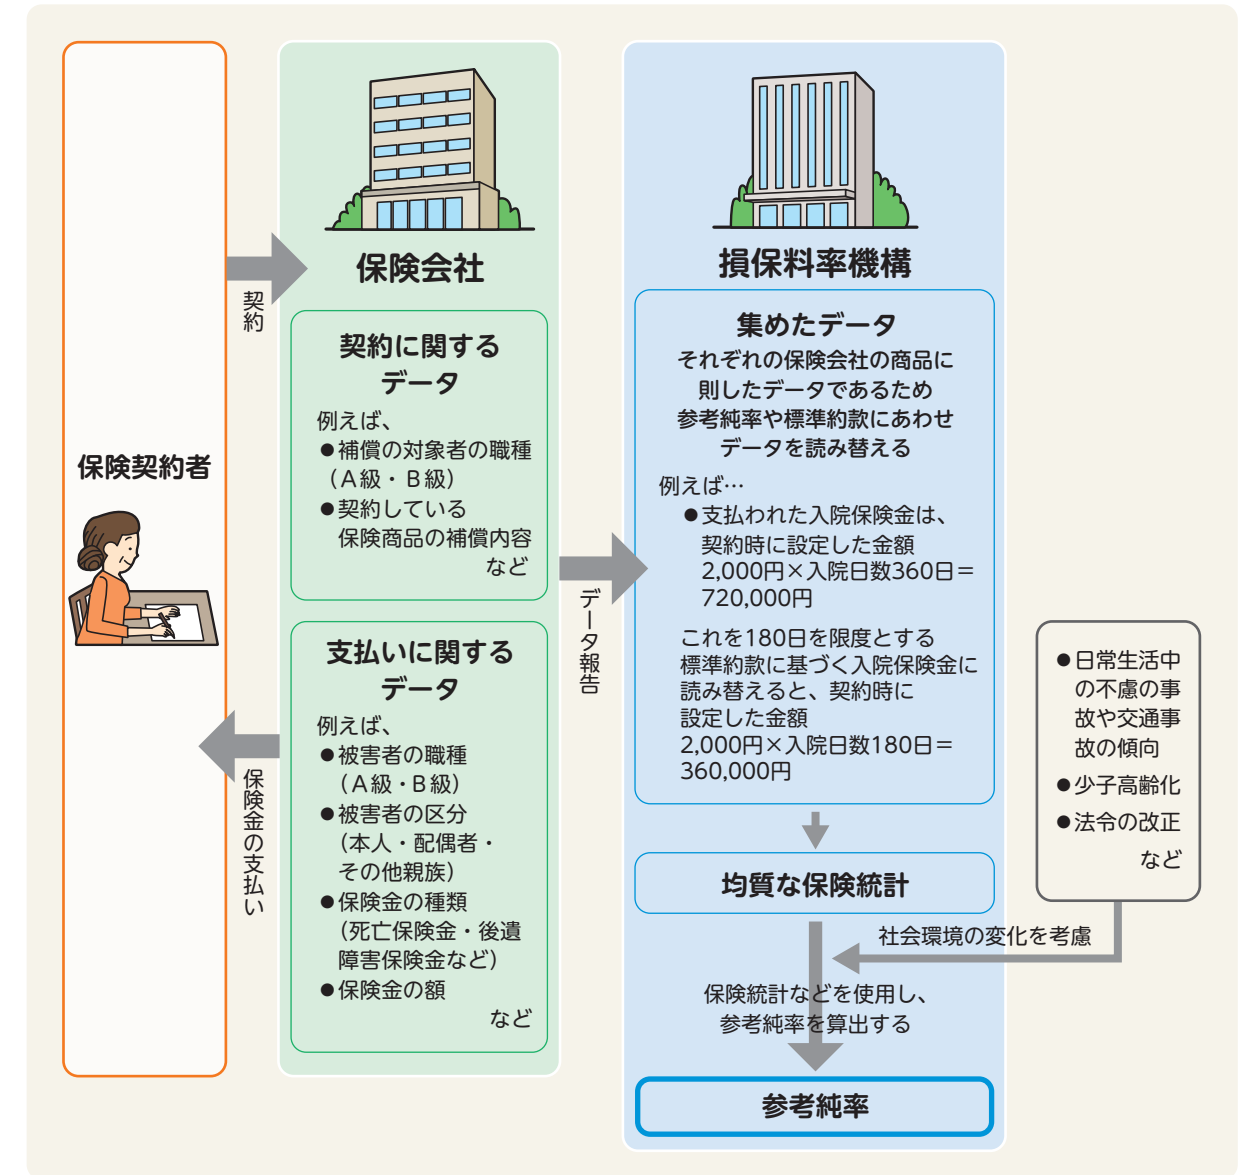 保険契約者
契約
保険金の支払い
保険会社
契約に関する
データ
例えば、
●補償の対象者の職種
（A級・B級）
●契約している
保険商品の補償内容
など
支払いに関する
データ
例えば、
●被害者の職種
（A級・B級）
●被害者の区分
（本人・配偶者・
その他親族）
●保険金の種類
（死亡保険金・後遺
障害保険金など）
●保険金の額
など
データ報告
損保料率機構
集めたデータ
それぞれの保険会社の商品に
則したデータであるため
参考純率や標準約款にあわせ
データを読み替える
例えば…
●支払われた入院保険金は、
契約時に設定した金額
2,000円×入院日数360日＝
720,000円
これを180日を限度とする
標準約款に基づく入院保険金に
読み替えると、契約時に
設定した金額
2,000円×入院日数180日＝
360,000円
均質な保険統計
●日常生活中
の不慮の事
故や交通事
故の傾向
●少子高齢化
●法令の改正
など
社会環境の変化を考慮
保険統計などを使用し、
参考純率を算出する
参考純率